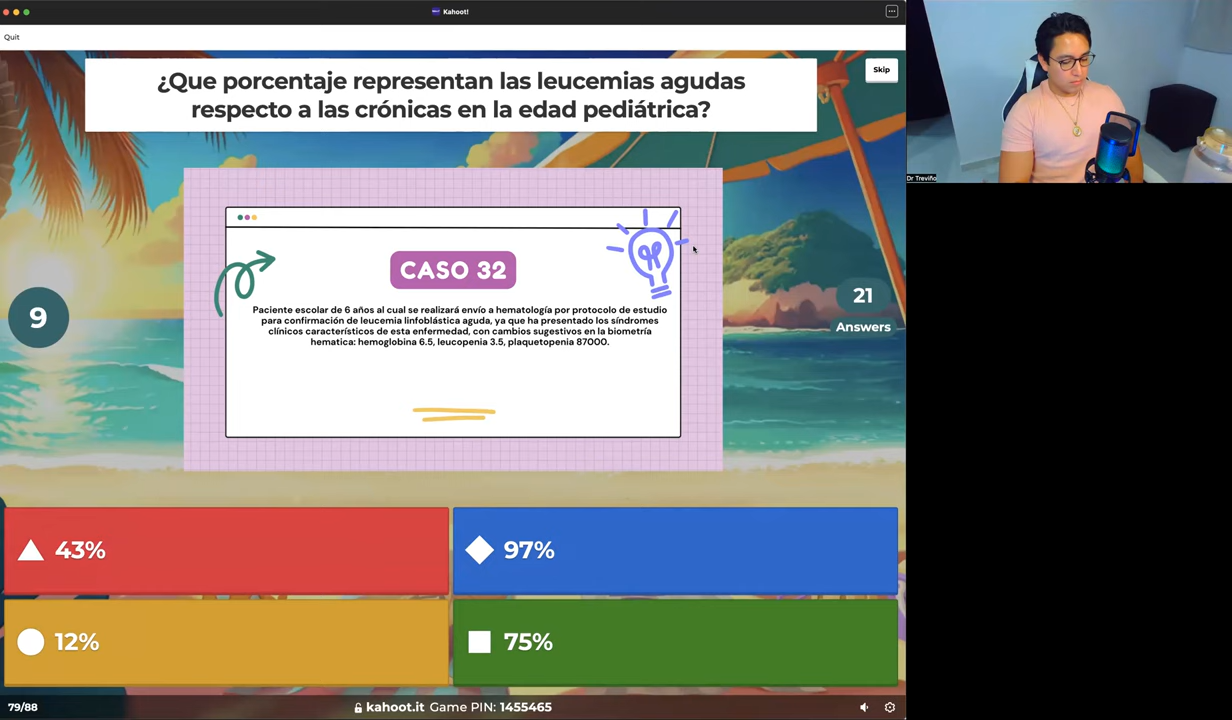 Kahoot!
Quit
¿Que porcentaje representan las leucemias agudas
respecto a las crónicas en la edad pediátrica?
Skip
Dr Treviño
CASO 32
Paciente escolar de 6 años al cual se realizará envío a hematología por protocolo de estudio
para confirmación de leucemia linfoblástica aguda, ya que ha presentado los síndromes
clínicos característicos de esta enfermedad, con cambios sugestivos en la biometría
hematica: hemoglobina 6.5, leucopenia 3.5, plaquetopenia 87000.
9
21
Answers
43%
97%
12%
75%
79/88
kahoot.it Game PIN: 1455465